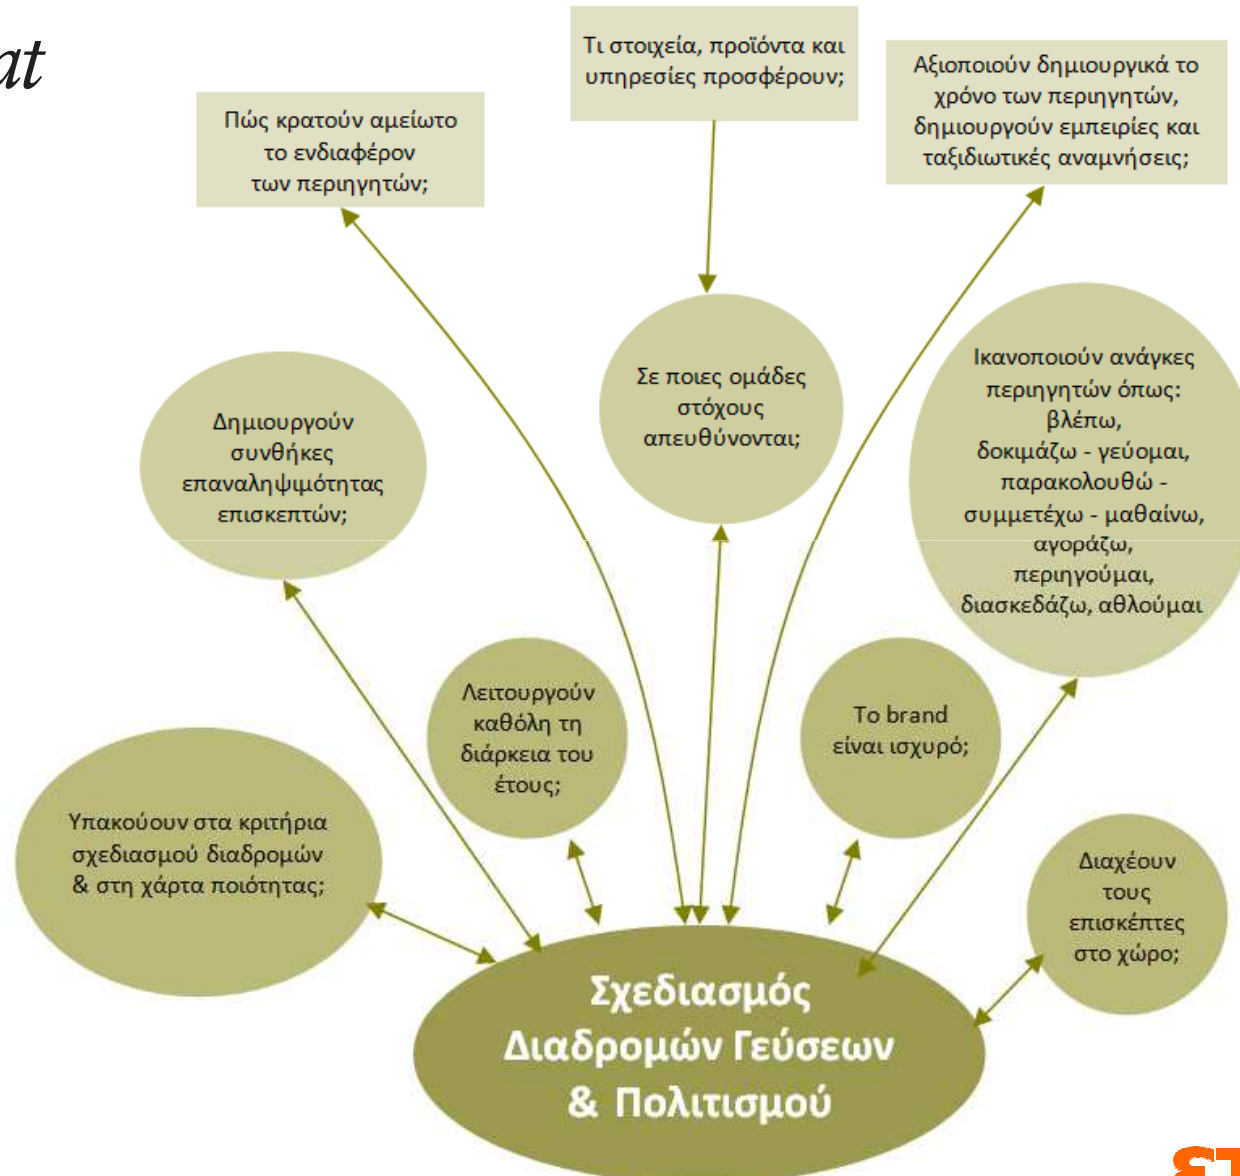 at
Τι στοιχεία, προϊόντα και
υπηρεσίες προσφέρουν;
Αξιοποιούν δημιουργικά το
χρόνο των περιηγητών,
δημιουργούν εμπειρίες και
ταξιδιωτικές αναμνήσεις;
Πώς κρατούν αμείωτο
το ενδιαφέρον
των περιηγητών;
Σε ποιες ομάδες
στόχους
απευθύνονται;
Ικανοποιούν ανάγκες
περιηγητών όπως:
βλέπω,
δοκιμάζω - γεύομαι,
παρακολουθώ -
συμμετέχω - μαθαίνω,
αγοράζω,
περιηγούμαι,
διασκεδάζω, αθλούμαι
Δημιουργούν
συνθήκες
επαναληψιμότητας
επισκεπτών;
Λειτουργούν
καθόλη τη
διάρκεια του
έτους;
Το brand
είναι ισχυρό;
Υπακούουν στα κριτήρια
σχεδιασμού διαδρομών
& στη χάρτα ποιότητας;
Διαχέουν
τους
επισκέπτες
στο χώρο;
Σχεδιασμός
Διαδρομών Γεύσεων
& Πολιτισμού